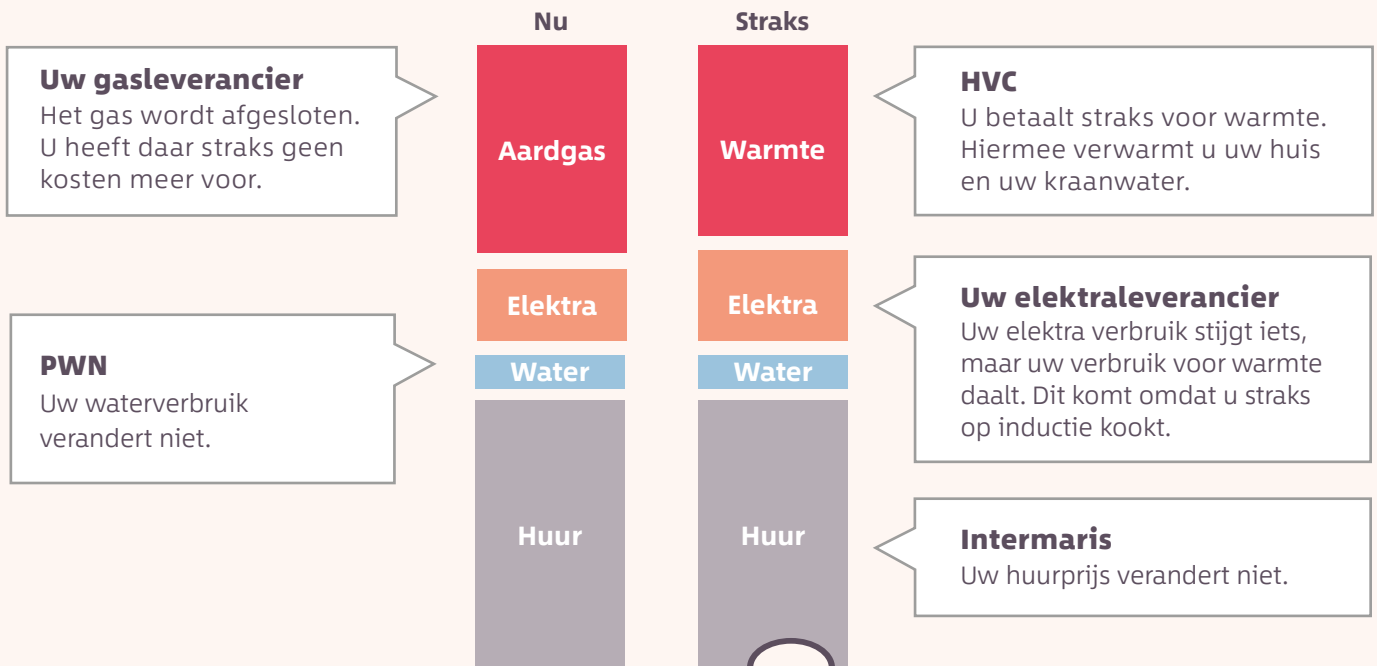 Nu
Straks
Uw gasleverancier
Het gas wordt afgesloten.
U heeft daar straks geen
kosten meer voor.
Aardgas
Warmte
HVC
U betaalt straks voor warmte.
Hiermee verwarmt u uw huis
en uw kraanwater.
Elektra
Elektra
Uw elektraleverancier
Uw elektra verbruik stijgt iets,
maar uw verbruik voor warmte
daalt. Dit komt omdat u straks
op inductie kookt.
PWN
Uw waterverbruik
verandert niet.
Water
Water
Huur
Huur
Intermaris
Uw huurprijs verandert niet.